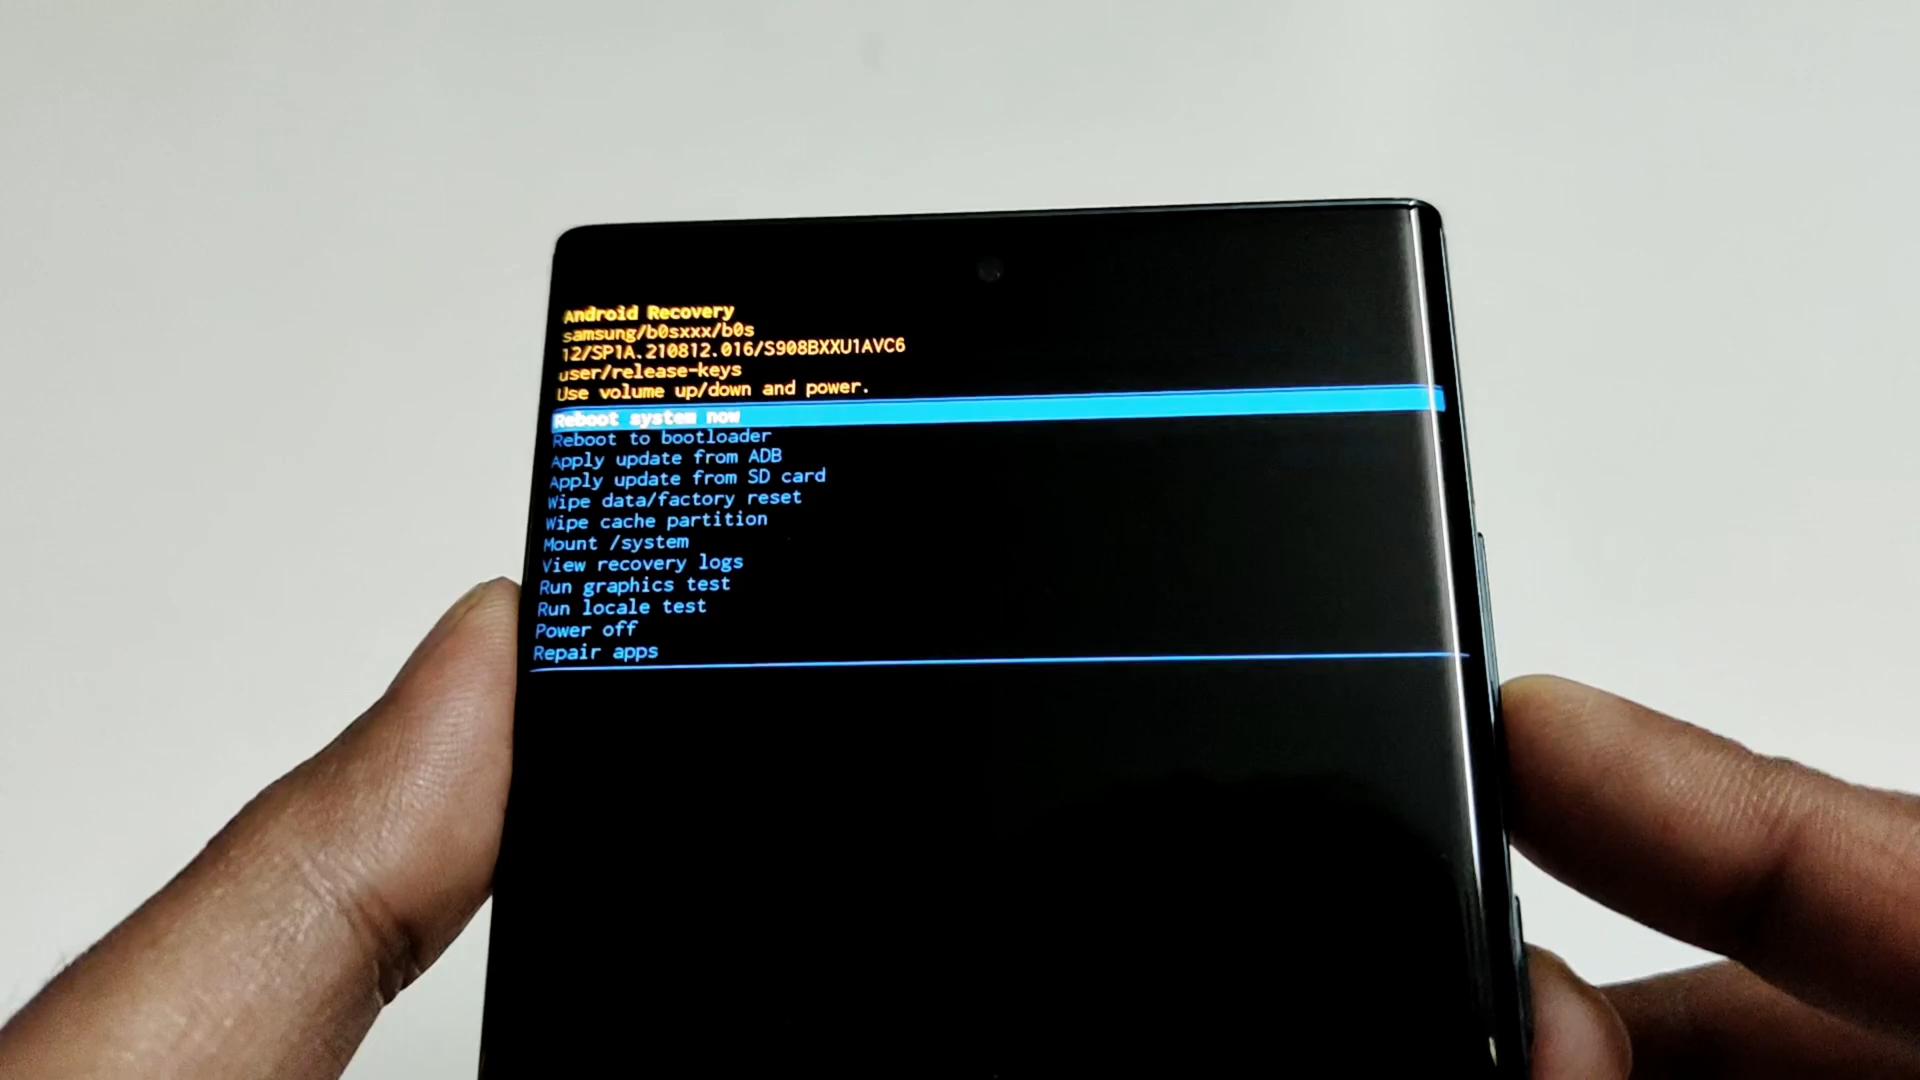 Android Recovery
samsung/b0sxxx/b0s
12/SP1A.210812.016/S908BXXU1AVC6
user/release-keys
Use volume up/down and power.
Reboot system now
Reboot to bootloader
Apply update from ADB
Apply update from SD card
Wipe data/factory reset
Wipe cache partition
Mount /system
View recovery logs
Run graphics test
Run locale test
Power off
Repair apps